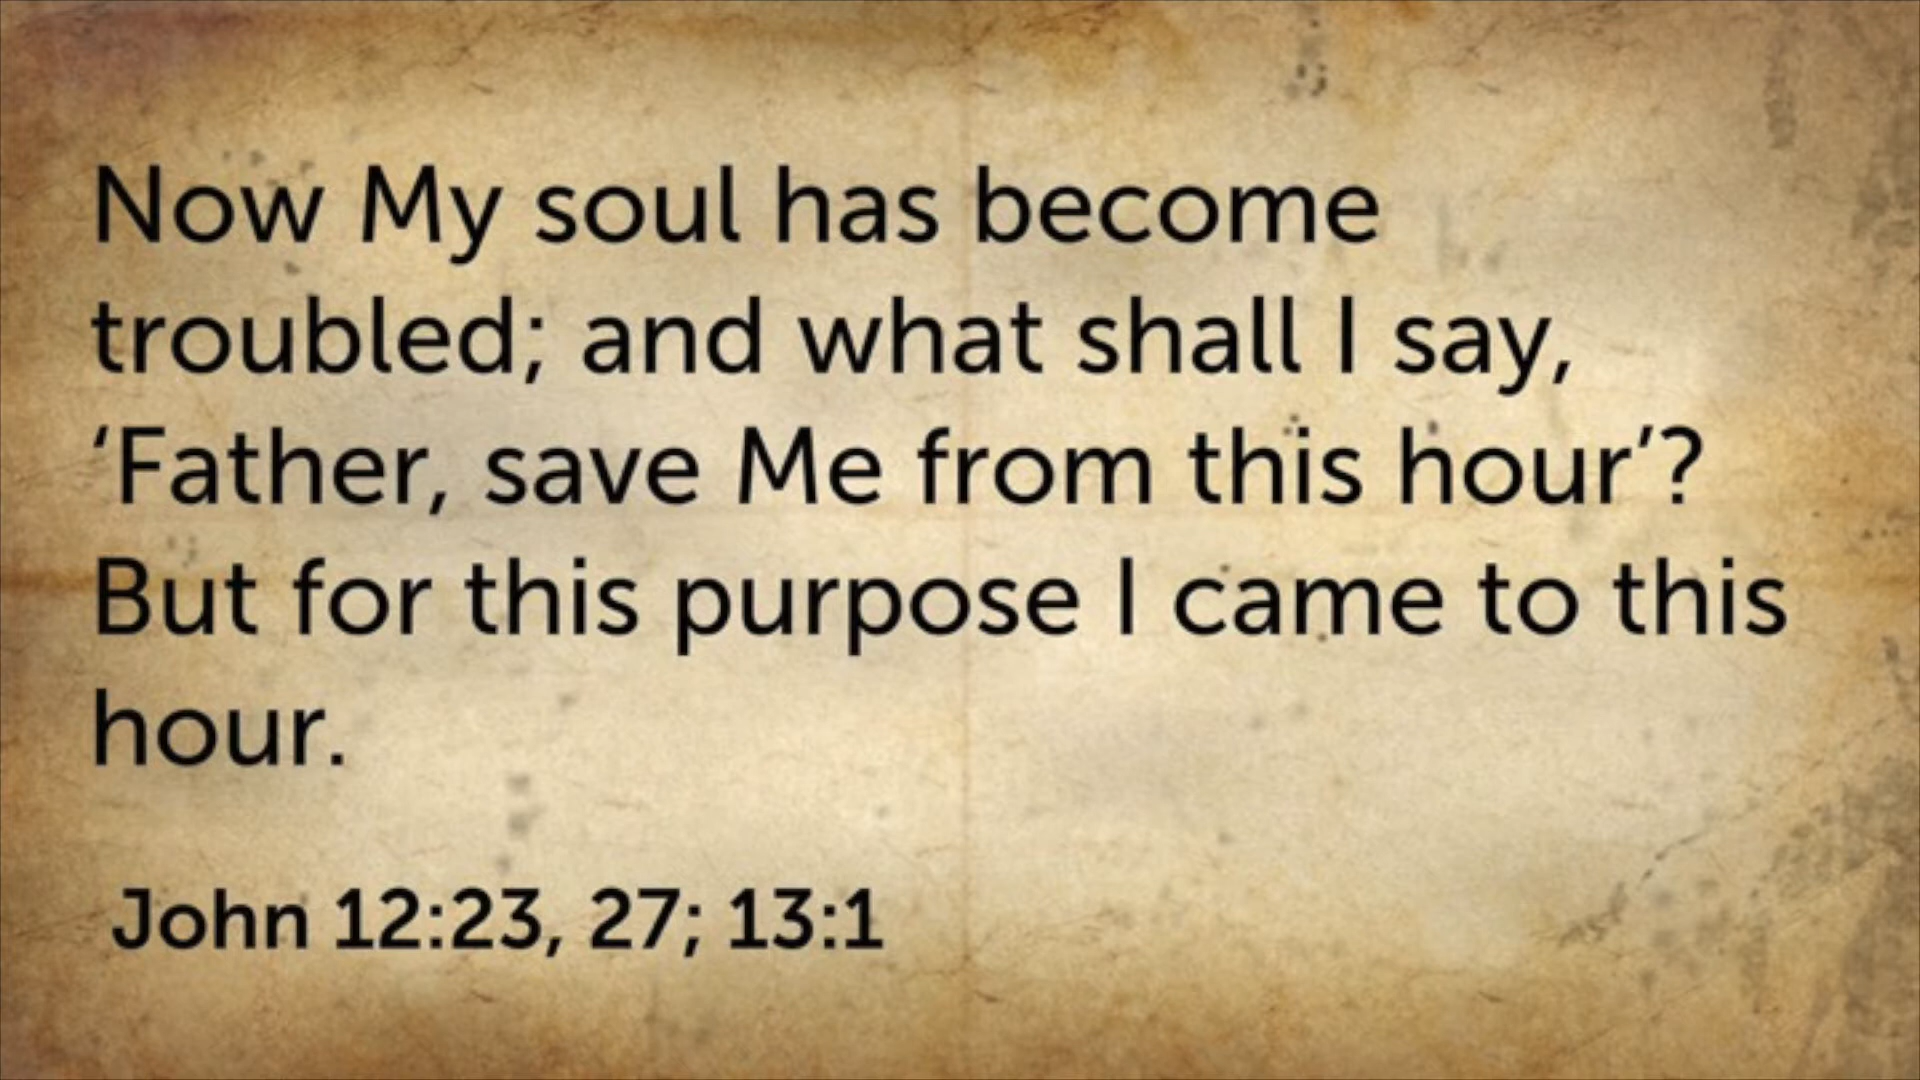 Now My soul has become
troubled; and what shall I say,
‘Father, save Me from this hour’?
But for this purpose I came to this
hour.
John 12:23, 27; 13:1